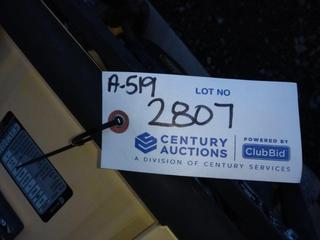 A-519
LOT NO
2807
CENTURY AUCTIONS
POWERED BY
ClubBid
A DIVISION OF CENTURY SERVICES